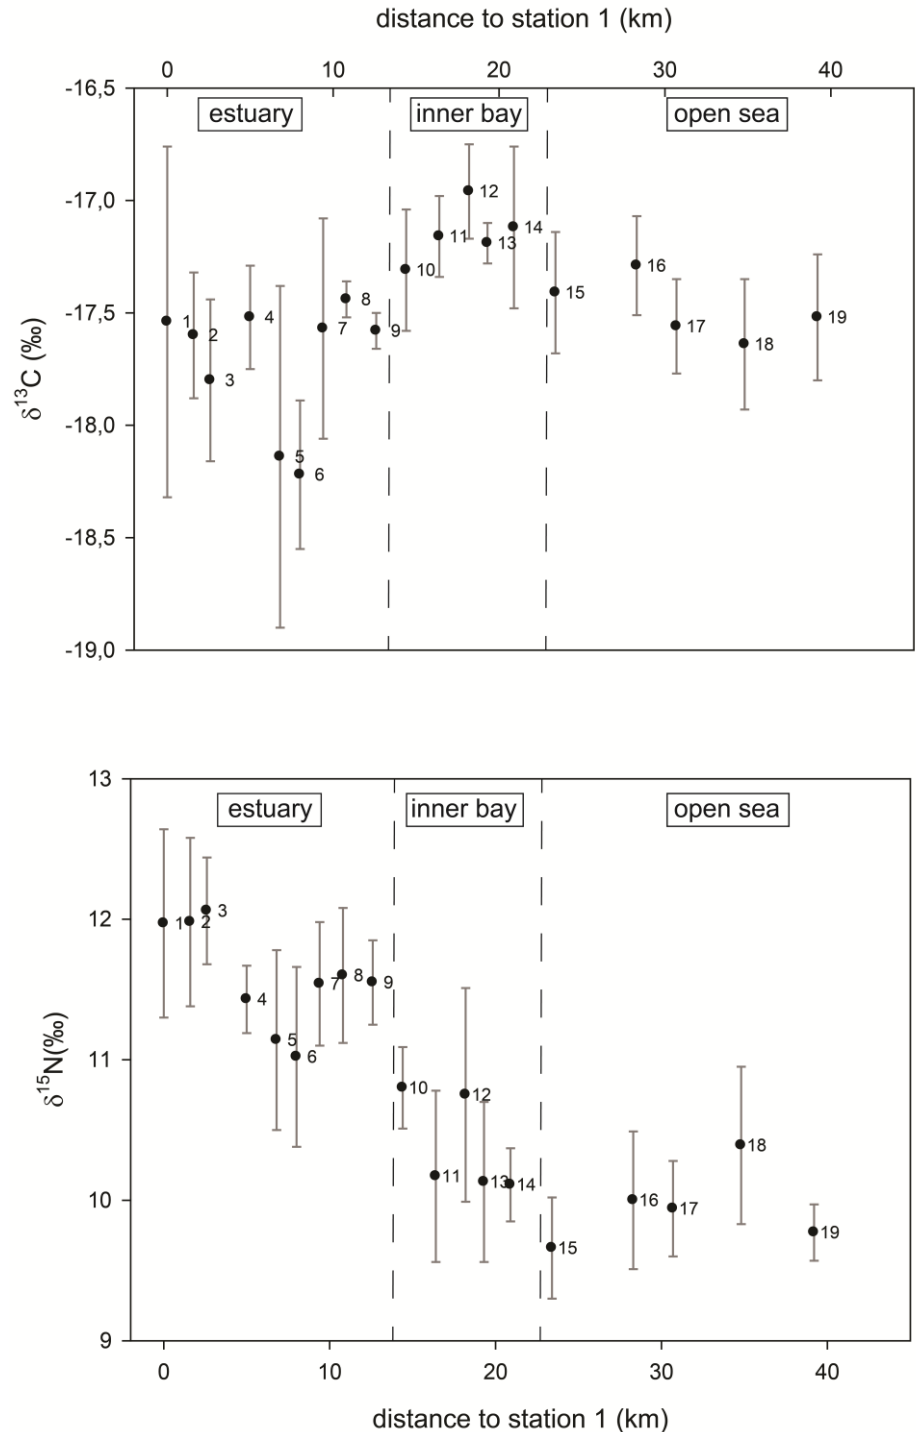 distance to station 1 (km)
0 10 20 30 40
estuary inner bay open sea
-16,5
-17,0
-17,5
-18,0
-18,5
-19,0
δ13C (‰)
1 2 3 4 5 6 7 8 9 10 11 12 13 14 15 16 17 18 19
13
12
11
10
9
δ15N(‰)
estuary inner bay open sea
1 2 3 4 5 6 7 8 9 10 11 12 13 14 15 16 17 18 19
0 10 20 30 40
distance to station 1 (km)